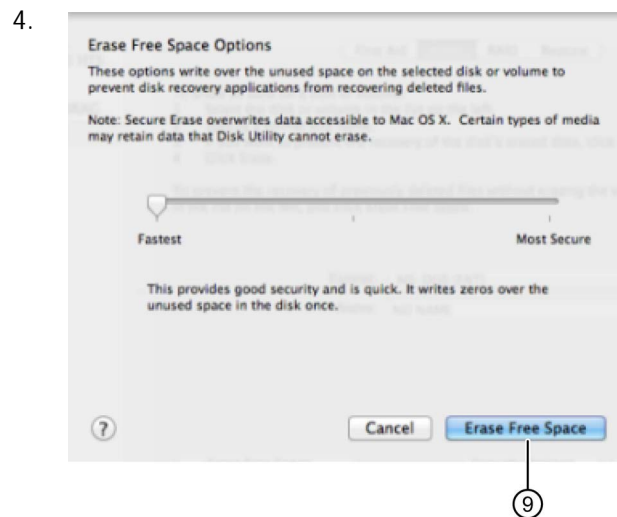 4.
Erase Free Space Options
These options write over the unused space on the selected disk or volume to
prevent disk recovery applications from recovering deleted files.
Note: Secure Erase overwrites data accessible to Mac OS X. Certain types of media
may retain data that Disk Utility cannot erase.
Fastest
Most Secure
This provides good security and is quick. It writes zeros over the
unused space in the disk once.
?
Cancel
Erase Free Space
9